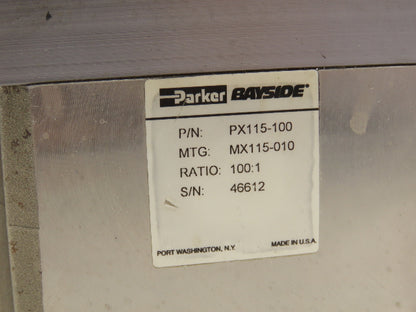 Parker BAYSIDE®
P/N: PX115-100
MTG: MX115-010
RATIO: 100:1
S/N: 46612
PORT WASHINGTON, N.Y. MADE IN U.S.A.